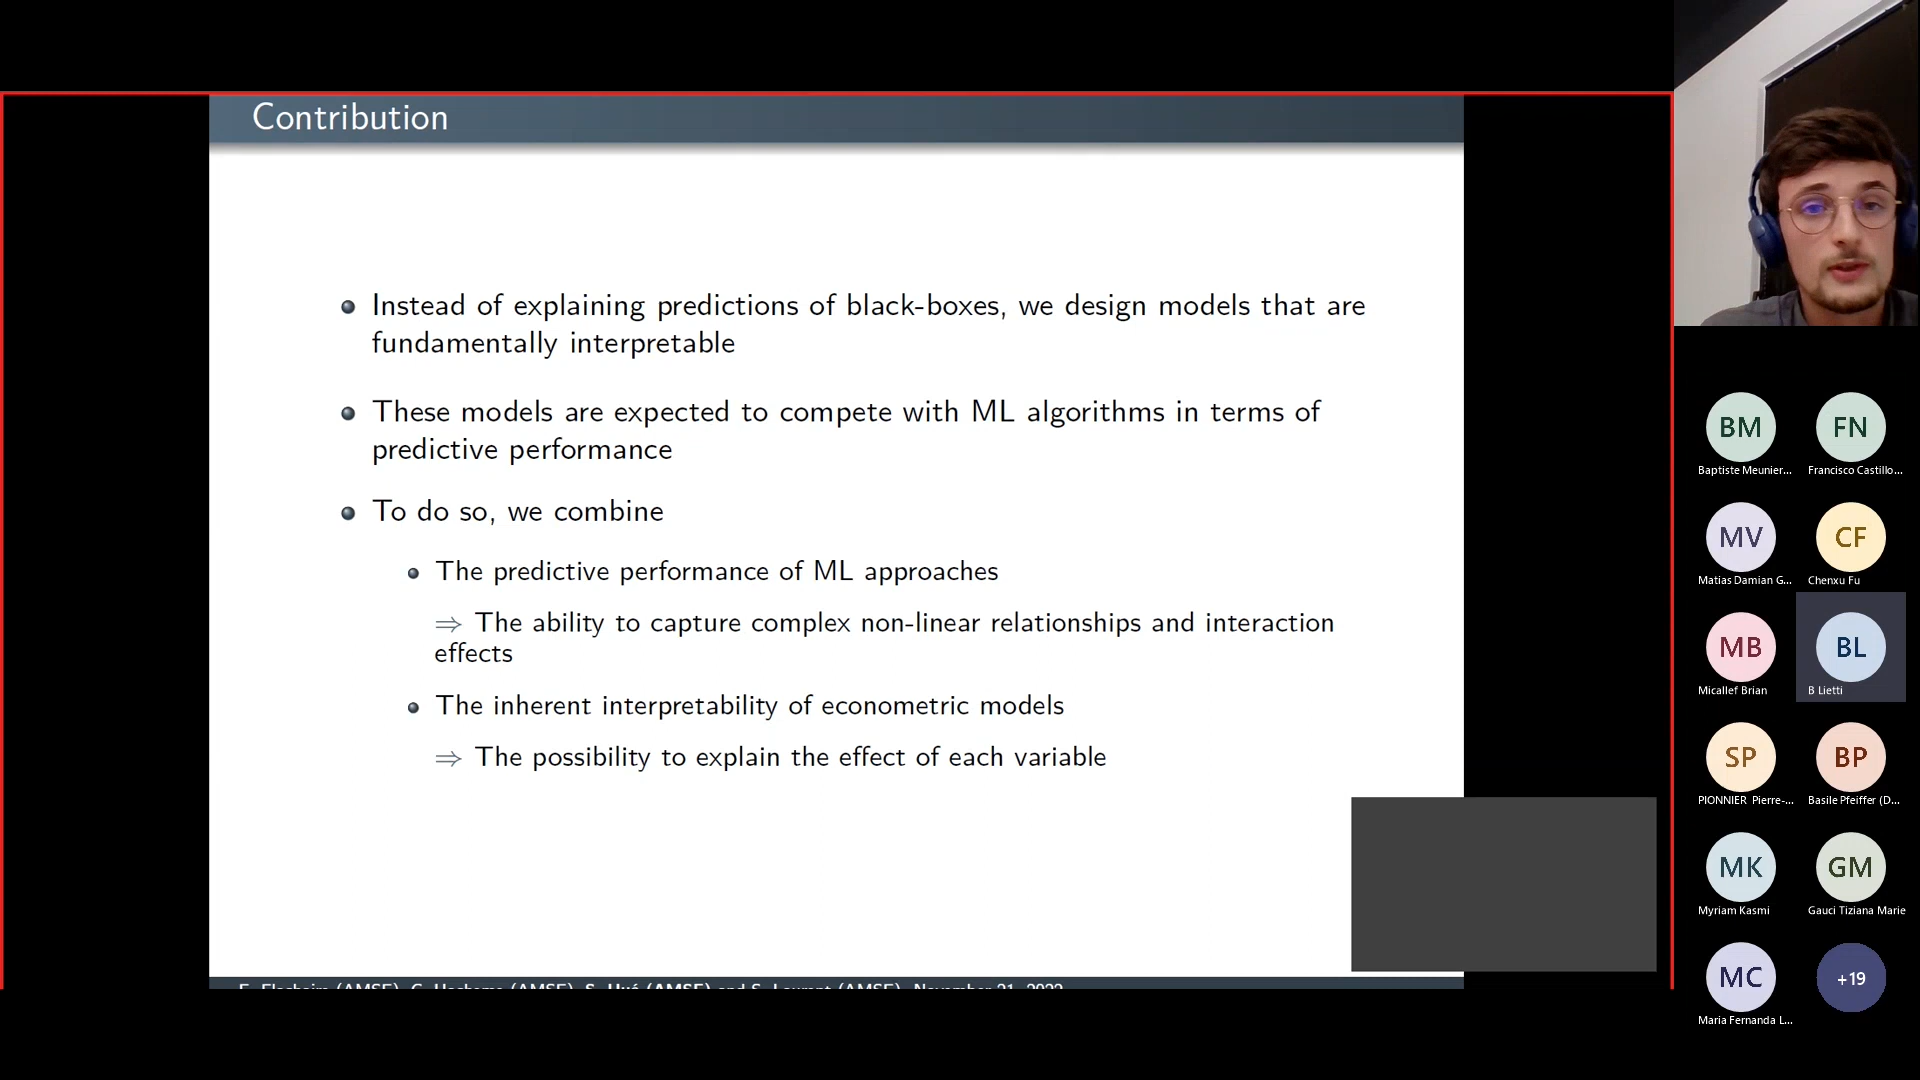 Contribution
Instead of explaining predictions of black-boxes, we design models that are
fundamentally interpretable
These models are expected to compete with ML algorithms in terms of
predictive performance
To do so, we combine
The predictive performance of ML approaches
⇒ The ability to capture complex non-linear relationships and interaction
effects
The inherent interpretability of econometric models
⇒ The possibility to explain the effect of each variable
BM
Baptiste Meunier...
FN
Francisco Castillo...
MV
Matias Damian G...
CF
Chenxu Fu
MB
Micallef Brian
BL
B Lietti
SP
PIONNIER Pierre-...
BP
Basile Pfeiffer (D...
MK
Myriam Kasmi
GM
Gauci Tiziana Marie
MC
Maria Fernanda L...
+19